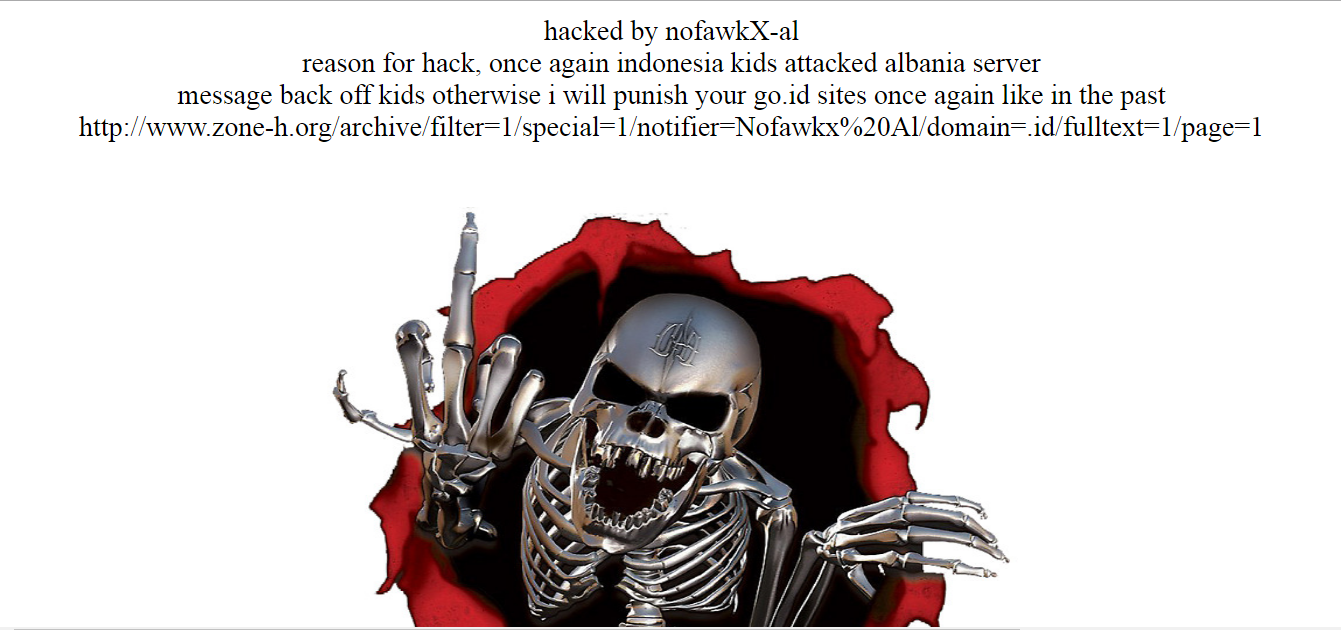 hacked by nofawkX-al
reason for hack, once again indonesia kids attacked albania server
message back off kids otherwise i will punish your go.id sites once again like in the past
http://www.zone-h.org/archive/filter=1/special=1/notifier=Nofawkx%20Al/domain=.id/fulltext=1/page=1